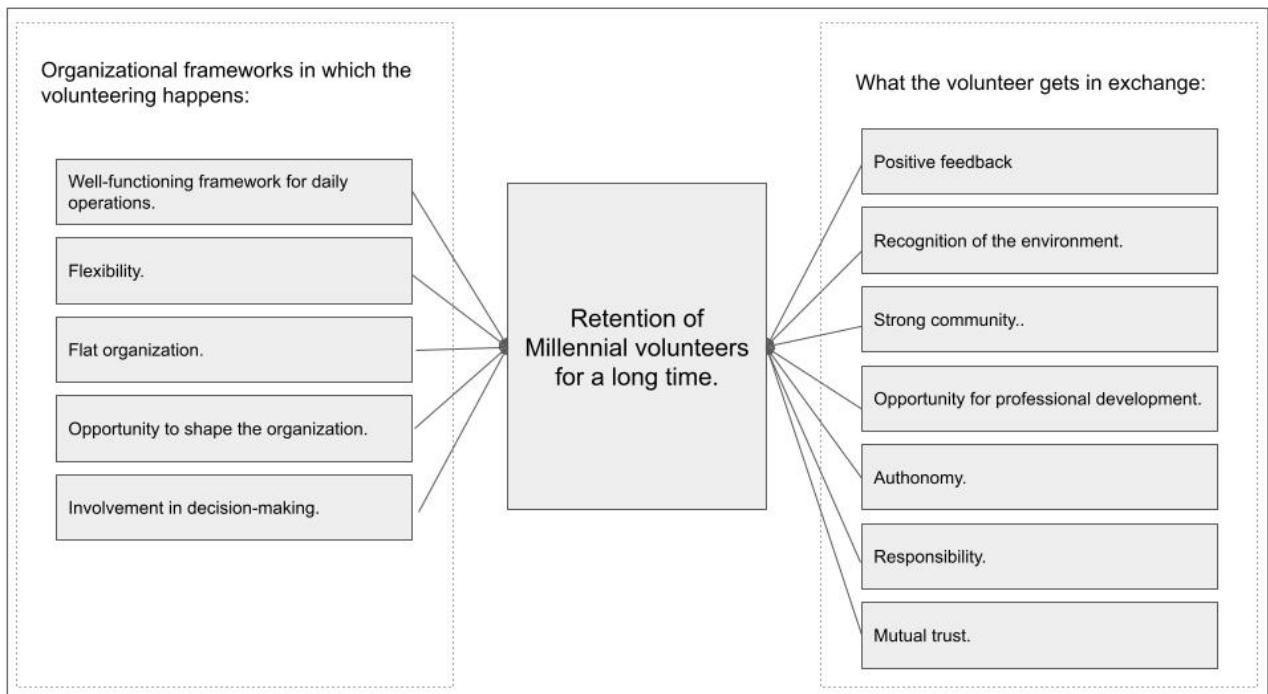 Organizational frameworks in which the
volunteering happens:
Well-functioning framework for daily
operations.
Flexibility.
Flat organization.
Opportunity to shape the organization.
Involvement in decision-making.
Retention of
Millennial volunteers
for a long time.
What the volunteer gets in exchange:
Positive feedback
Recognition of the environment.
Strong community..
Opportunity for professional development.
Authonomy.
Responsibility.
Mutual trust.